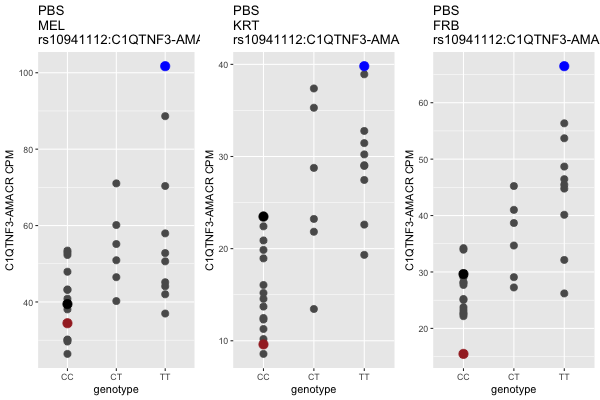 PBS
MEL
rs10941112:C1QTNF3-AMA
C1QTNF3-AMACR CPM
100
80
60
40
CC
CT
TT
genotype
PBS
KRT
rs10941112:C1QTNF3-AMA
C1QTNF3-AMACR CPM
40
30
20
10
CC
CT
TT
genotype
PBS
FRB
rs10941112:C1QTNF3-AMA
C1QTNF3-AMACR CPM
60
50
40
30
20
CC
CT
TT
genotype